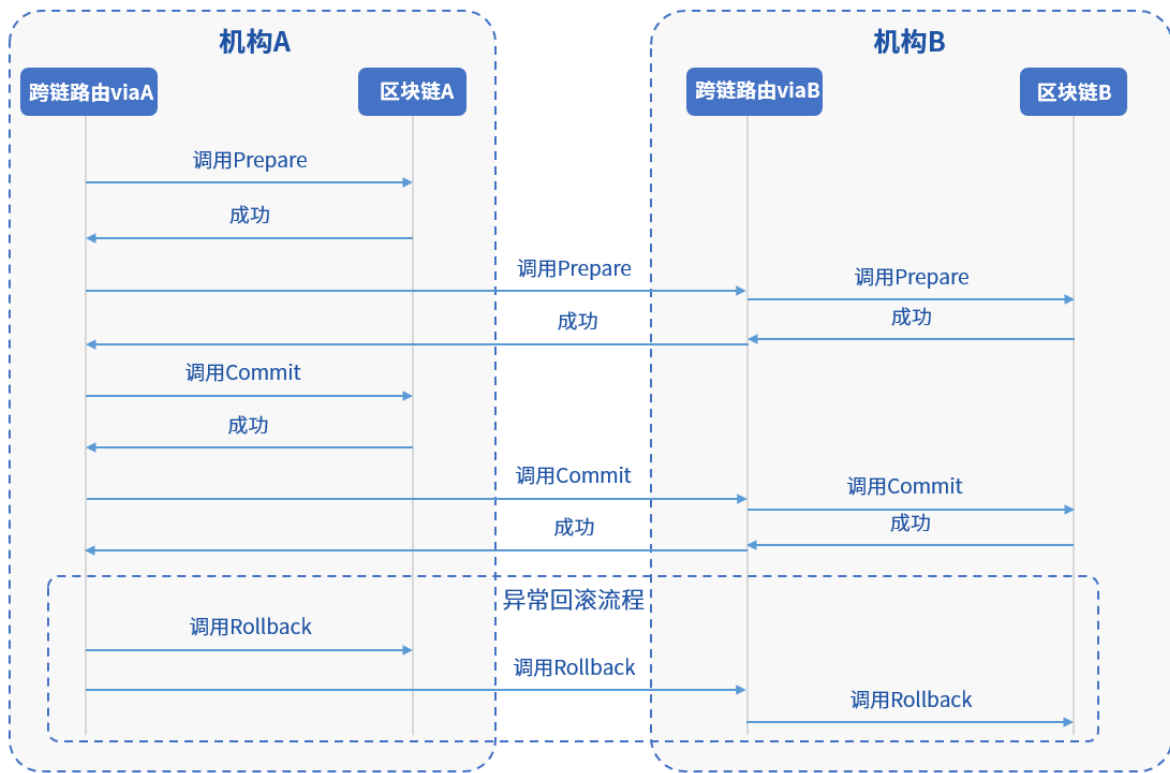 机构A
机构B
跨链路由viaA
区块链A
跨链路由viaB
区块链B
调用Prepare
成功
调用Prepare
调用Prepare
成功
成功
调用Commit
成功
调用Commit
调用Commit
成功
成功
异常回滚流程
调用Rollback
调用Rollback
调用Rollback